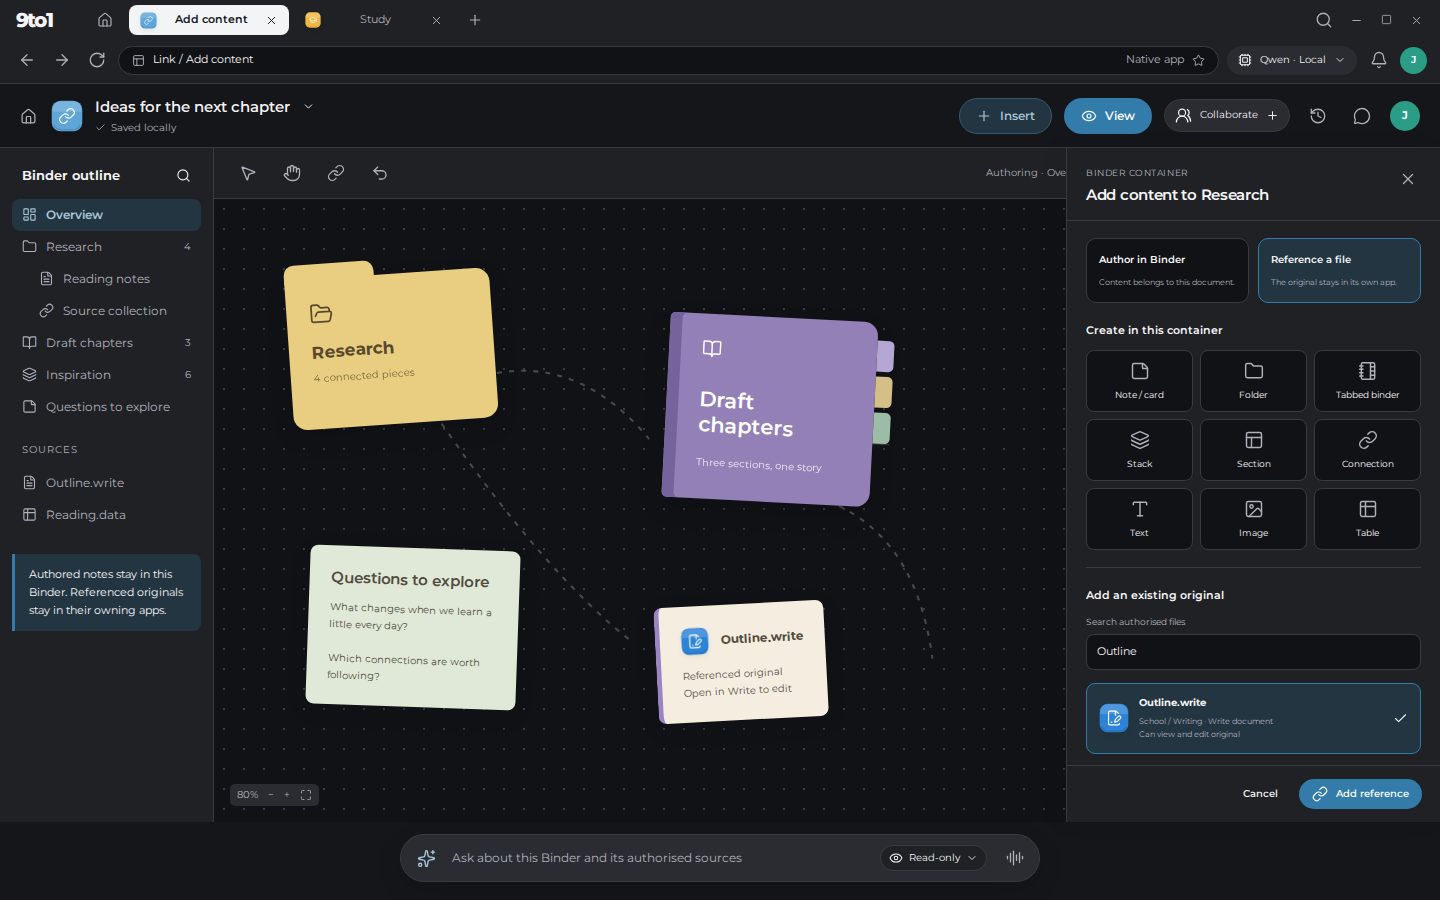 9to1
Add content
Study
Link / Add content
Native app
Qwen · Local
J
Ideas for the next chapter
Saved locally
Insert
View
Collaborate
J
Binder outline
Overview
Research 4
Reading notes
Source collection
Draft chapters 3
Inspiration 6
Questions to explore
SOURCES
Outline.write
Reading.data
Authored notes stay in this
Binder. Referenced originals
stay in their owning apps.
Authoring · Ove
Research
4 connected pieces
Draft
chapters
Three sections, one story
Questions to explore
What changes when we learn a
little every day?
Which connections are worth
following?
Outline.write
Referenced original
Open in Write to edit
80% − +
BINDER CONTAINER
Add content to Research
Author in Binder
Content belongs to this document.
Reference a file
The original stays in its own app.
Create in this container
Note / card
Folder
Tabbed binder
Stack
Section
Connection
Text
Image
Table
Add an existing original
Search authorised files
Outline
Outline.write
School / Writing · Write document
Can view and edit original
Cancel
Add reference
Ask about this Binder and its authorised sources
Read-only